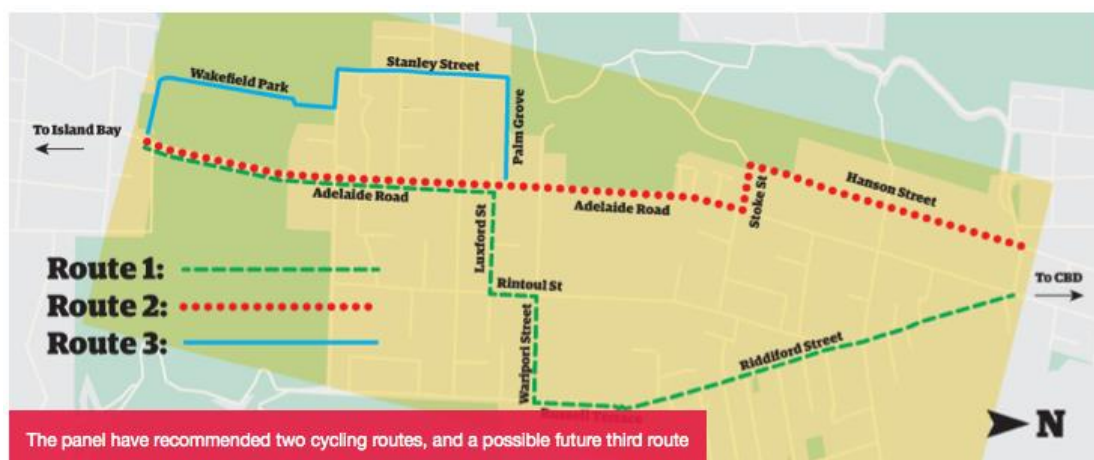 Stanley Street
Wakefield Park
To Island Bay
Palm Grove
Adelaide Road
Adelaide Road
Stoke St
Hanson Street
Luxford St
Route 1:
Rintoul St
To CBD
Route 2:
Route 3:
Waripori Street
Riddiford Street
Russell Terrace
N
The panel have recommended two cycling routes, and a possible future third route